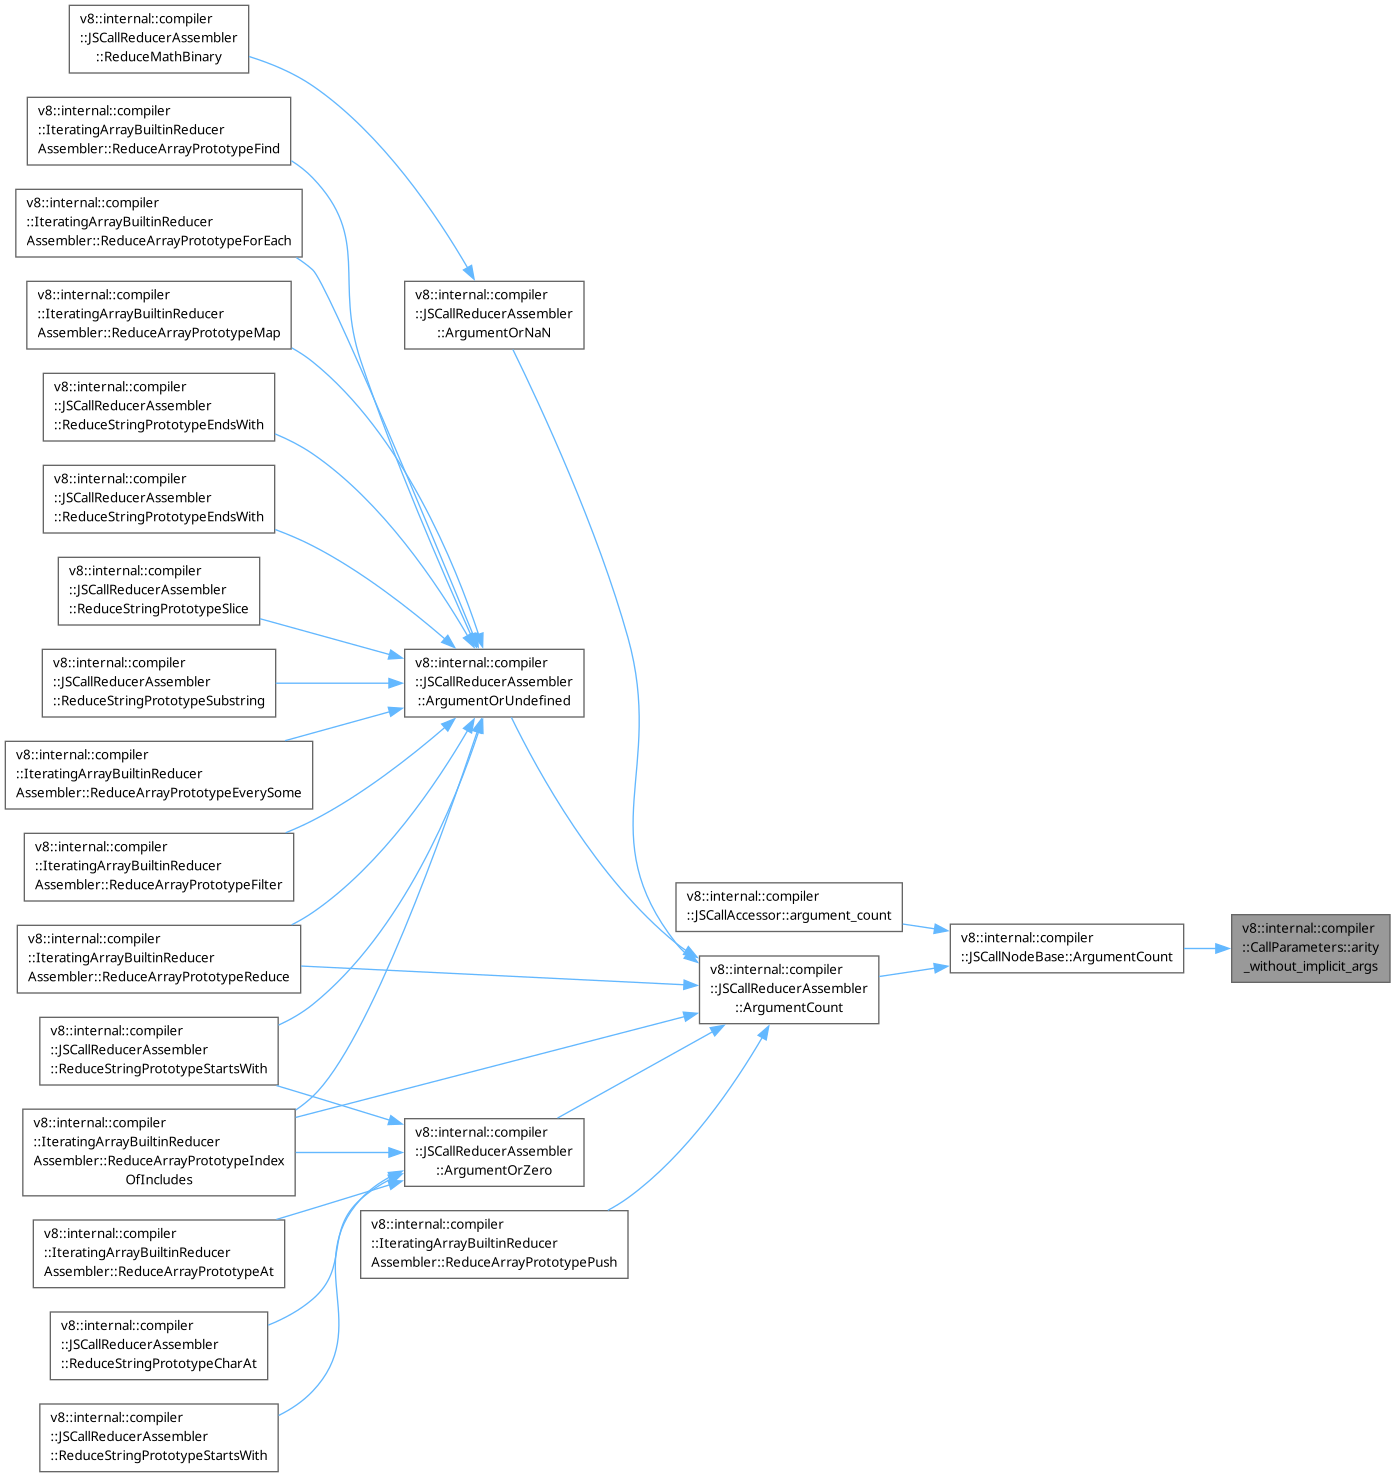 v8::internal::compiler
::JSCallReducerAssembler
::ReduceMathBinary
v8::internal::compiler
::IteratingArrayBuiltinReducer
Assembler::ReduceArrayPrototypeFind
v8::internal::compiler
::IteratingArrayBuiltinReducer
Assembler::ReduceArrayPrototypeForEach
v8::internal::compiler
::IteratingArrayBuiltinReducer
Assembler::ReduceArrayPrototypeMap
v8::internal::compiler
::JSCallReducerAssembler
::ReduceStringPrototypeEndsWith
v8::internal::compiler
::JSCallReducerAssembler
::ReduceStringPrototypeEndsWith
v8::internal::compiler
::JSCallReducerAssembler
::ReduceStringPrototypeSlice
v8::internal::compiler
::JSCallReducerAssembler
::ReduceStringPrototypeSubstring
v8::internal::compiler
::IteratingArrayBuiltinReducer
Assembler::ReduceArrayPrototypeEverySome
v8::internal::compiler
::IteratingArrayBuiltinReducer
Assembler::ReduceArrayPrototypeFilter
v8::internal::compiler
::IteratingArrayBuiltinReducer
Assembler::ReduceArrayPrototypeReduce
v8::internal::compiler
::JSCallReducerAssembler
::ReduceStringPrototypeStartsWith
v8::internal::compiler
::IteratingArrayBuiltinReducer
Assembler::ReduceArrayPrototypeIndex
OfIncludes
v8::internal::compiler
::IteratingArrayBuiltinReducer
Assembler::ReduceArrayPrototypeAt
v8::internal::compiler
::JSCallReducerAssembler
::ReduceStringPrototypeCharAt
v8::internal::compiler
::JSCallReducerAssembler
::ReduceStringPrototypeStartsWith
v8::internal::compiler
::JSCallReducerAssembler
::ArgumentOrNaN
v8::internal::compiler
::JSCallReducerAssembler
::ArgumentOrUndefined
v8::internal::compiler
::JSCallReducerAssembler
::ArgumentOrZero
v8::internal::compiler
::IteratingArrayBuiltinReducer
Assembler::ReduceArrayPrototypePush
v8::internal::compiler
::JSCallAccessor::argument_count
v8::internal::compiler
::JSCallReducerAssembler
::ArgumentCount
v8::internal::compiler
::JSCallNodeBase::ArgumentCount
v8::internal::compiler
::CallParameters::arity
_without_implicit_args